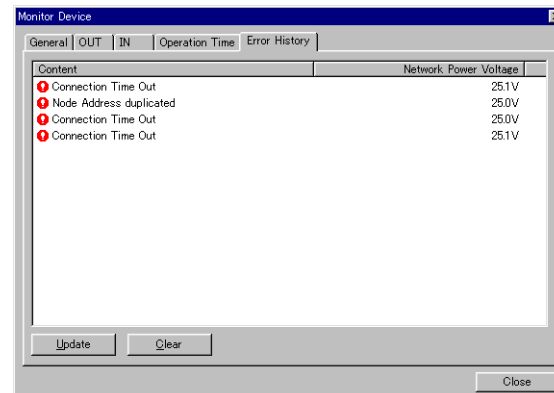 Monitor Device
General OUT IN Operation Time Error History
Content Network Power Voltage
Connection Time Out 25.1V
Node Address duplicated 25.0V
Connection Time Out 25.0V
Connection Time Out 25.1V
Update Clear
Close